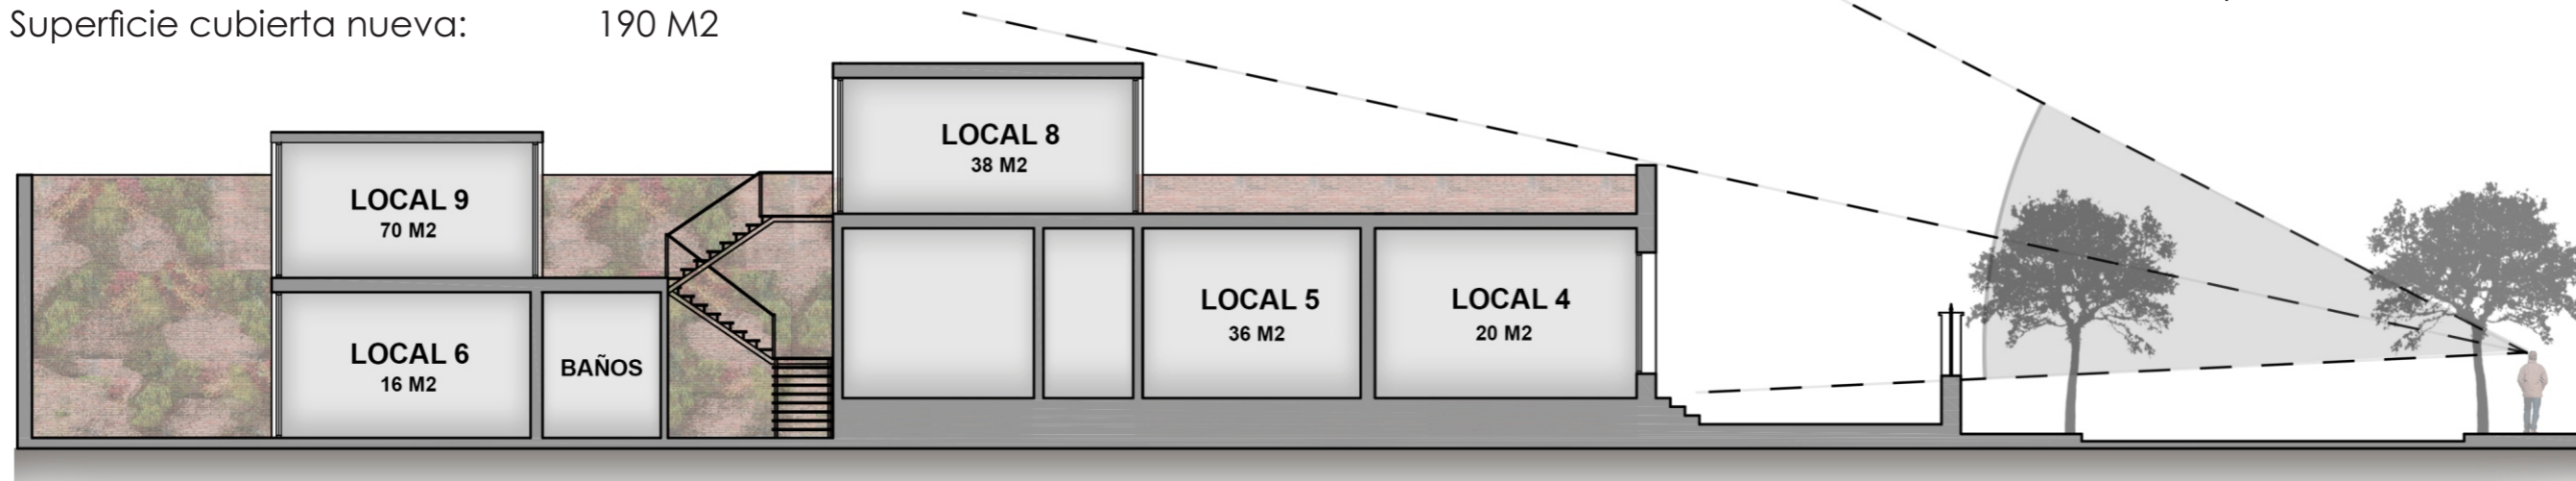 Superficie cubierta nueva: 190 M2
LOCAL 8
38 M2
LOCAL 9
70 M2
LOCAL 5
36 M2
LOCAL 4
20 M2
LOCAL 6
16 M2
BAÑOS